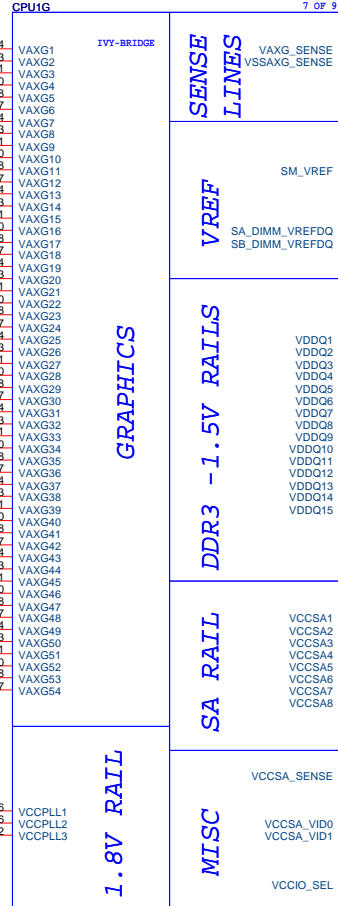 CPU1G
7 OF 9
IVY-BRIDGE
VAXG1
VAXG2
VAXG3
VAXG4
VAXG5
VAXG6
VAXG7
VAXG8
VAXG9
VAXG10
VAXG11
VAXG12
VAXG13
VAXG14
VAXG15
VAXG16
VAXG17
VAXG18
VAXG19
VAXG20
VAXG21
VAXG22
VAXG23
VAXG24
VAXG25
VAXG26
VAXG27
VAXG28
VAXG29
VAXG30
VAXG31
VAXG32
VAXG33
VAXG34
VAXG35
VAXG36
VAXG37
VAXG38
VAXG39
VAXG40
VAXG41
VAXG42
VAXG43
VAXG44
VAXG45
VAXG46
VAXG47
VAXG48
VAXG49
VAXG50
VAXG51
VAXG52
VAXG53
VAXG54
GRAPHICS
VCCPLL1
VCCPLL2
VCCPLL3
1.8V RAIL
SENSE
LINES
VAXG_SENSE
VSSAXG_SENSE
VREF
SM_VREF
SA_DIMM_VREFDQ
SB_DIMM_VREFDQ
DDR3 -1.5V RAILS
VDDQ1
VDDQ2
VDDQ3
VDDQ4
VDDQ5
VDDQ6
VDDQ7
VDDQ8
VDDQ9
VDDQ10
VDDQ11
VDDQ12
VDDQ13
VDDQ14
VDDQ15
SA RAIL
VCCSA1
VCCSA2
VCCSA3
VCCSA4
VCCSA5
VCCSA6
VCCSA7
VCCSA8
MISC
VCCSA_SENSE
VCCSA_VID0
VCCSA_VID1
VCCIO_SEL